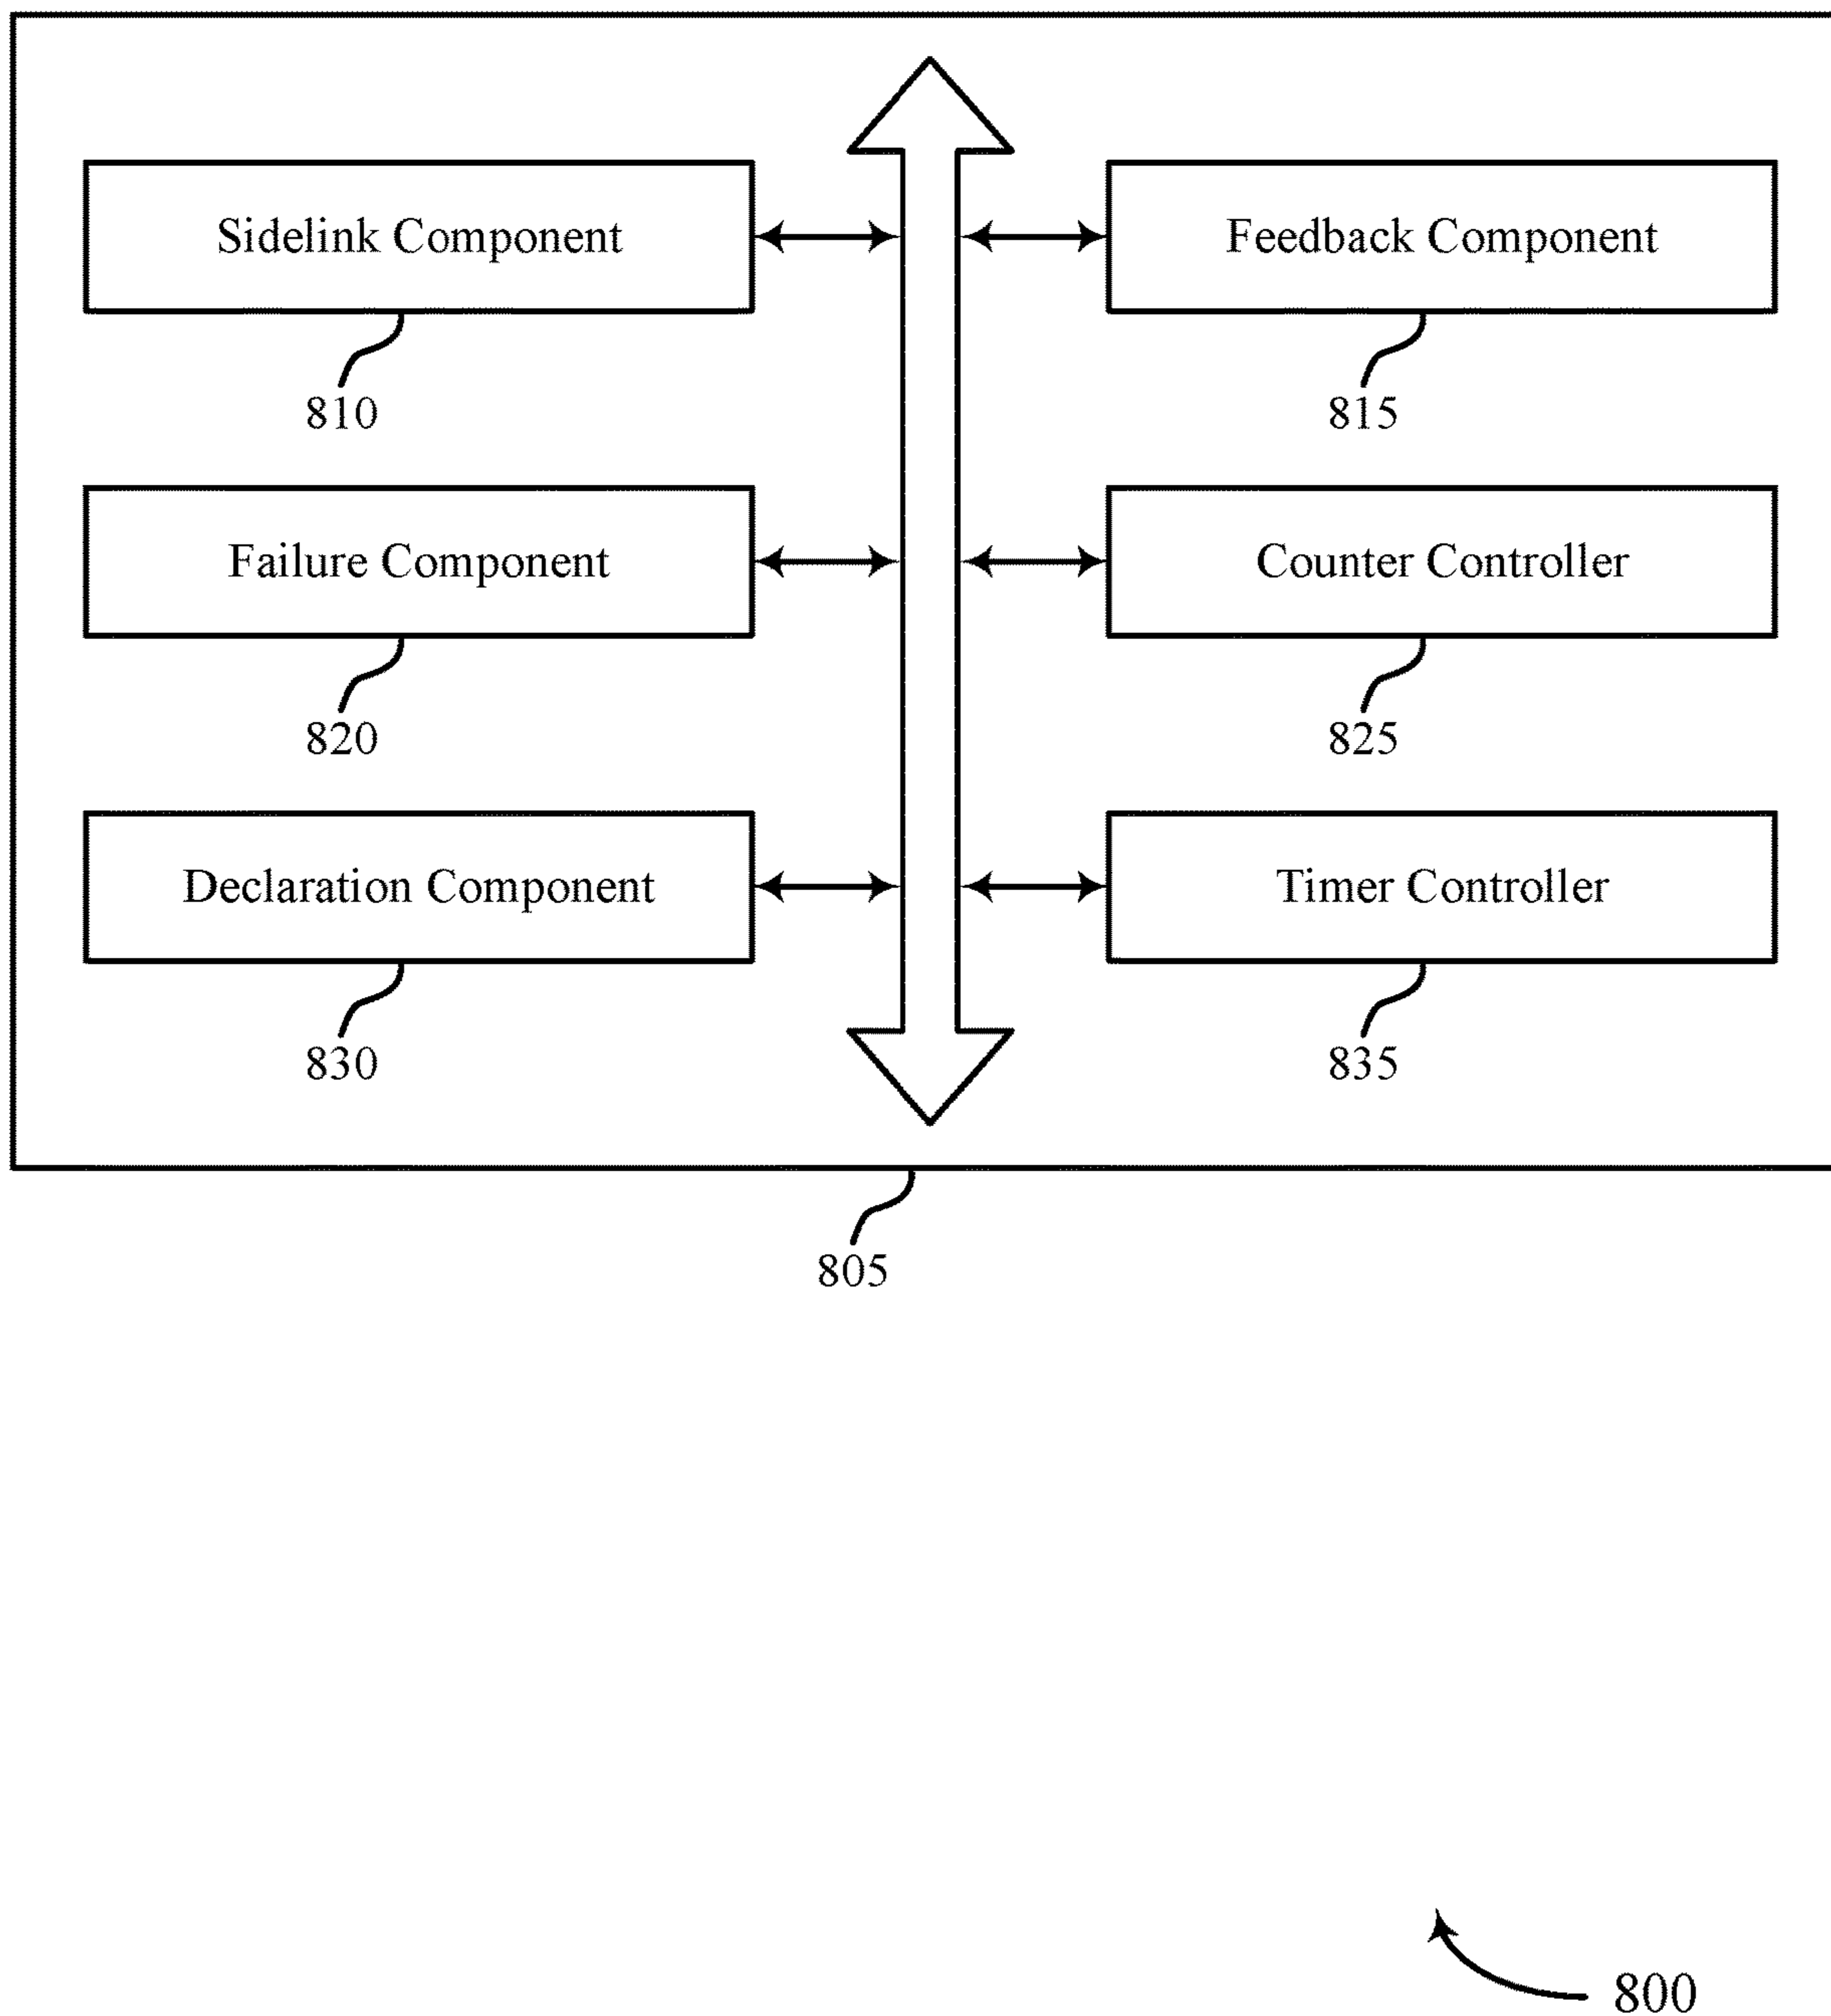 Sidelink Component
Feedback Component
810
815
Failure Component
Counter Controller
820
825
Declaration Component
Timer Controller
830
835
805
800